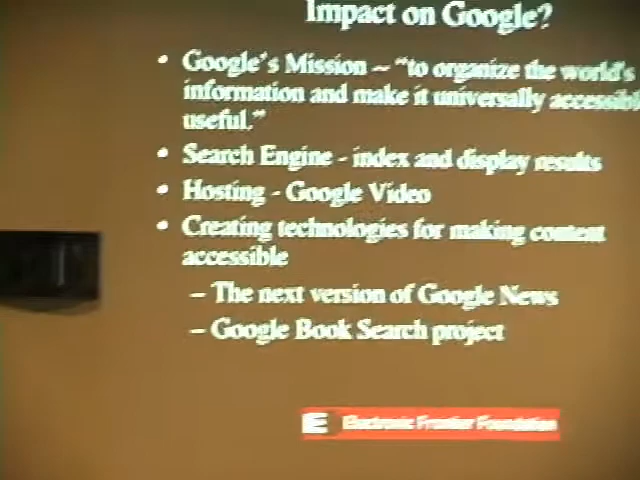 Impact on Google?
• Google's Mission – "to organize the world's
information and make it universally accessibl
useful."
• Search Engine - index and display results
• Hosting - Google Video
• Creating technologies for making content
accessible
– The next version of Google News
– Google Book Search project
E Electronic Frontier Foundation